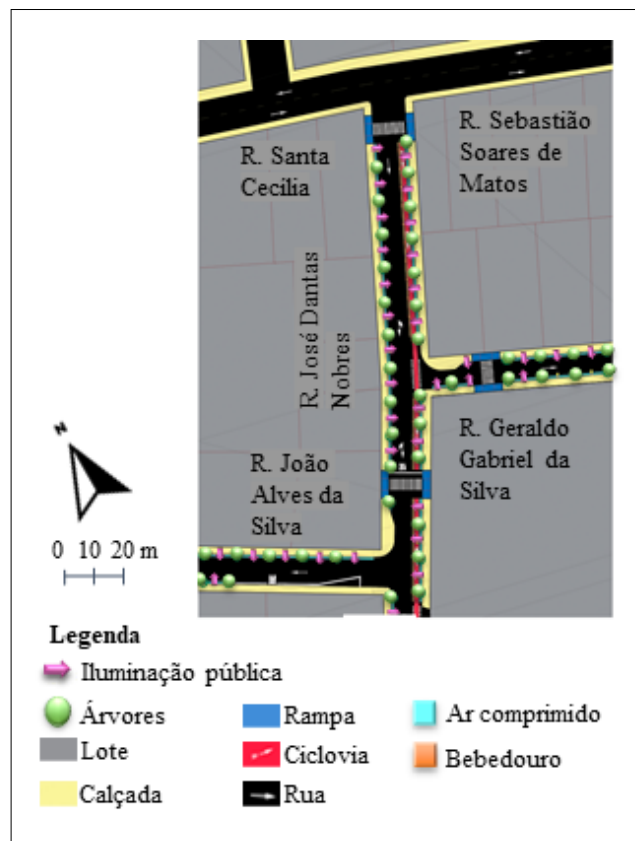 R. Sebastião
Soares de
Matos
R. Santa
Cecília
R. José Dantas
Nobres
R. Geraldo
Gabriel da
Silva
R. João
Alves da
Silva
N
0 10 20 m
Legenda
Iluminação pública
Árvores
Rampa
Ar comprimido
Lote
Ciclovia
Bebedouro
Calçada
Rua